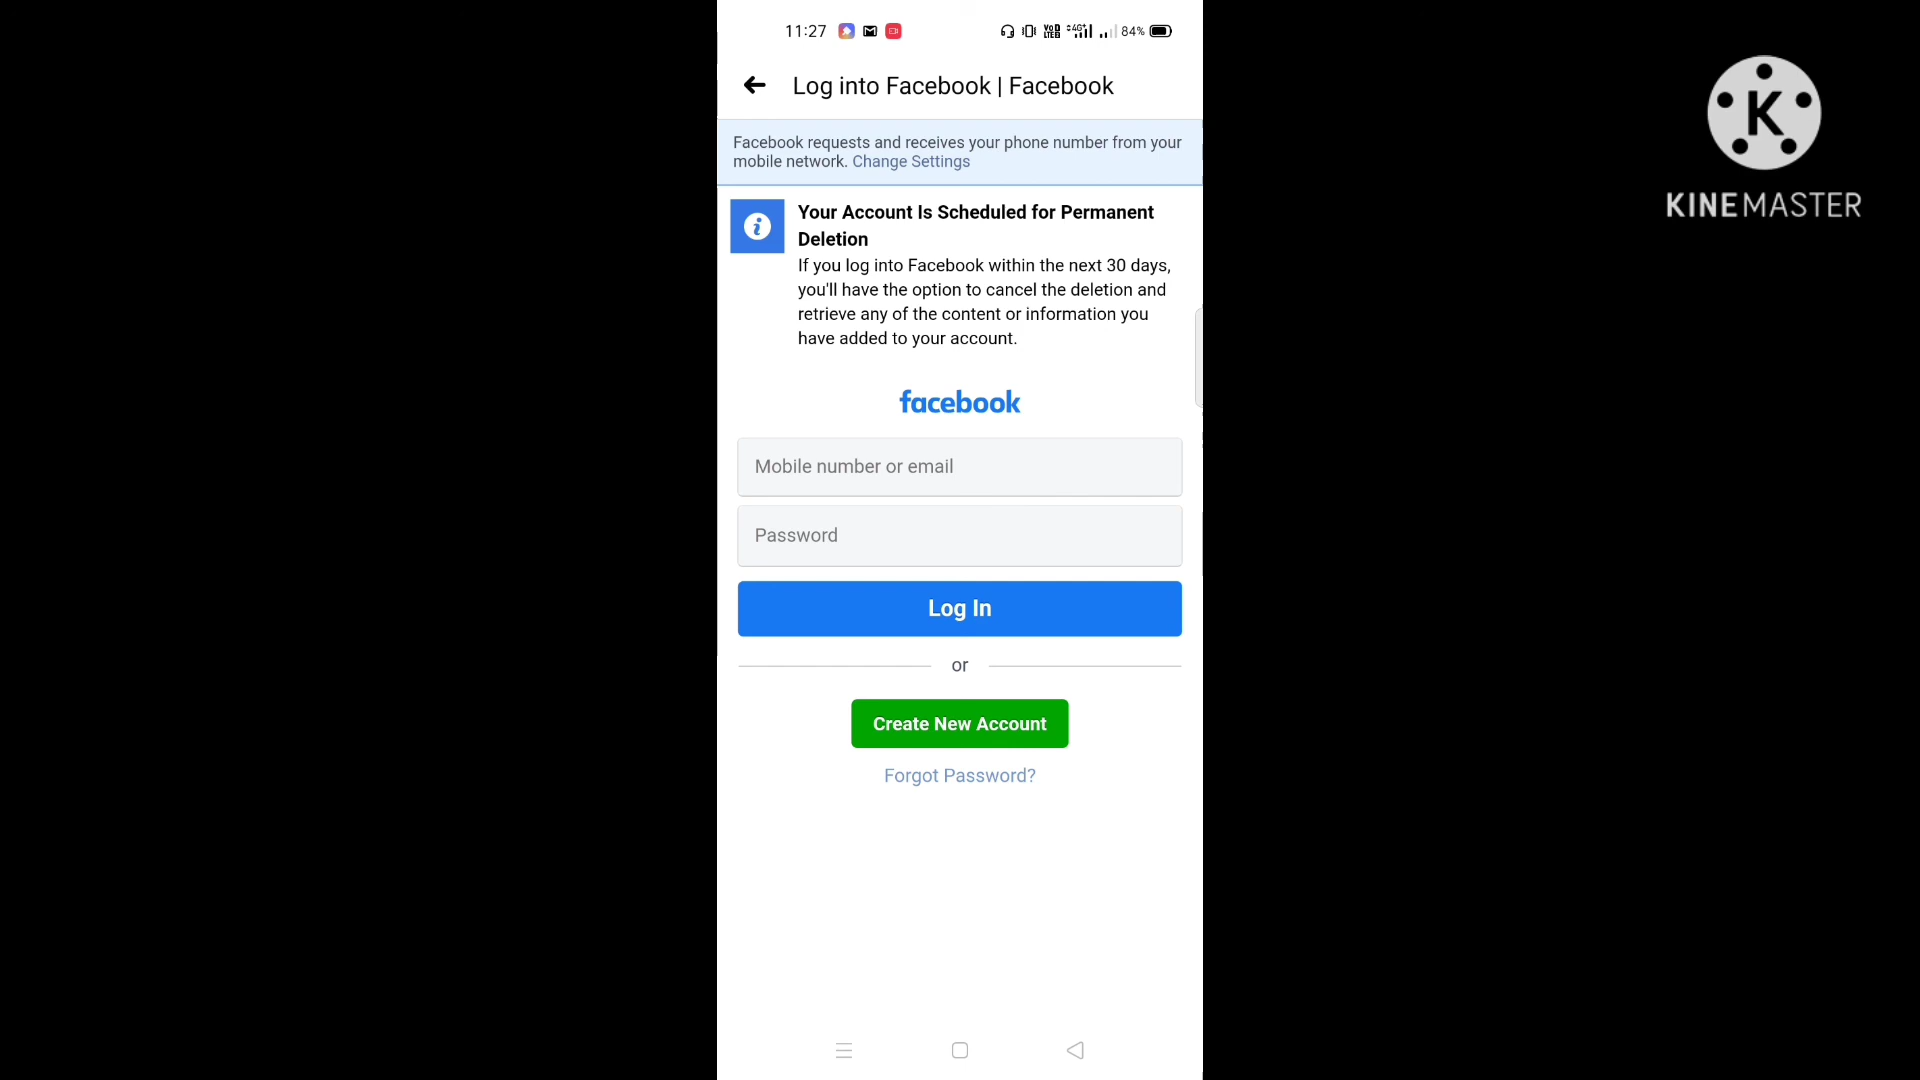 11:27
VoD
LTE
4G+
84%
Log into Facebook | Facebook
Facebook requests and receives your phone number from your
mobile network. Change Settings
Your Account Is Scheduled for Permanent
Deletion
If you log into Facebook within the next 30 days,
you'll have the option to cancel the deletion and
retrieve any of the content or information you
have added to your account.
facebook
Mobile number or email
Password
Log In
or
Create New Account
Forgot Password?
K
KINEMASTER